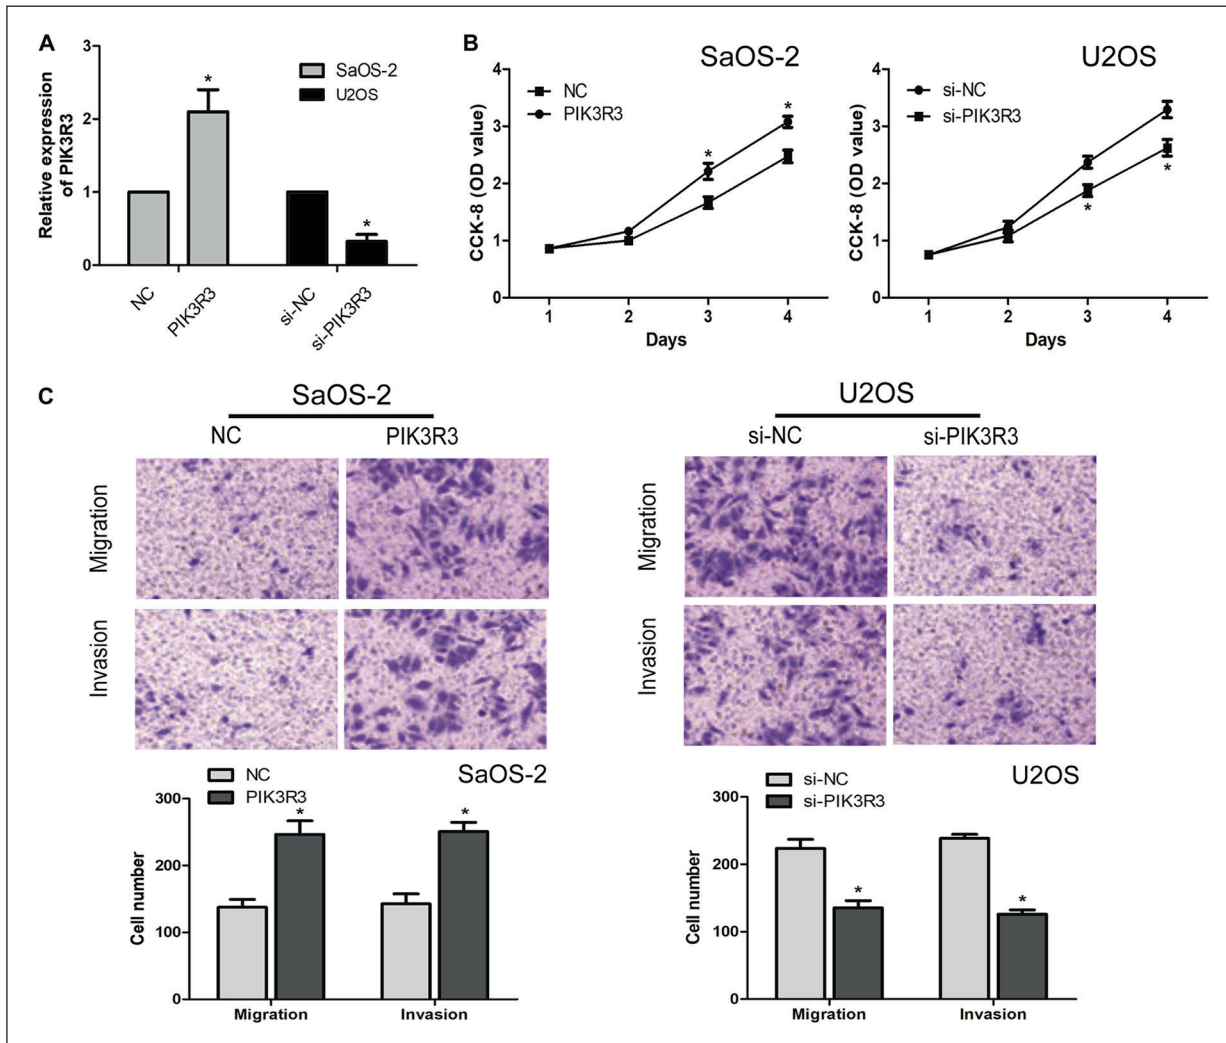 A
Relative expression
of PIK3R3
3
2
1
0
SaOS-2
U2OS
*
*
NC
PIK3R3
si-NC
si-PIK3R3
B
SaOS-2
CCK-8 (OD value)
4
3
2
1
0
NC
PIK3R3
*
*
1 2 3 4
Days
U2OS
CCK-8 (OD value)
4
3
2
1
0
si-NC
si-PIK3R3
*
*
1 2 3 4
Days
C
SaOS-2
NC PIK3R3
Migration
Invasion
U2OS
si-NC si-PIK3R3
Migration
Invasion
NC
PIK3R3
SaOS-2
Cell number
300
200
100
0
*
*
Migration Invasion
si-NC
si-PIK3R3
U2OS
Cell number
300
200
100
0
*
*
Migration Invasion